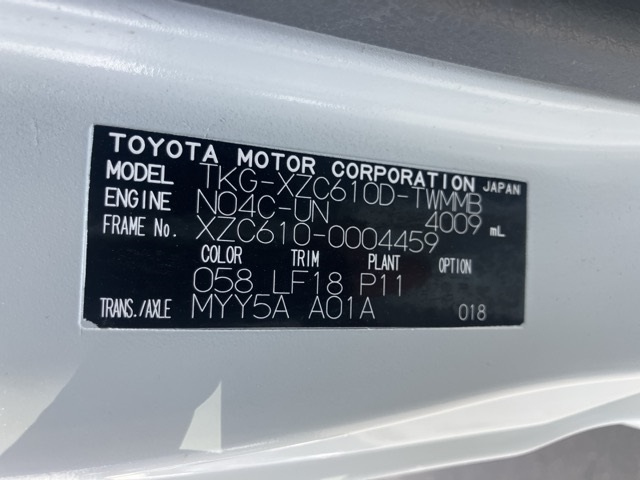 TOYOTA MOTOR CORPORATION JAPAN
MODEL TKG-XZC610D-TWMMB
ENGINE N04C-UN 4009 mL
FRAME No. XZC610-0004459
COLOR TRIM PLANT OPTION
058 LF18 P11
TRANS./AXLE MYY5A A01A 018